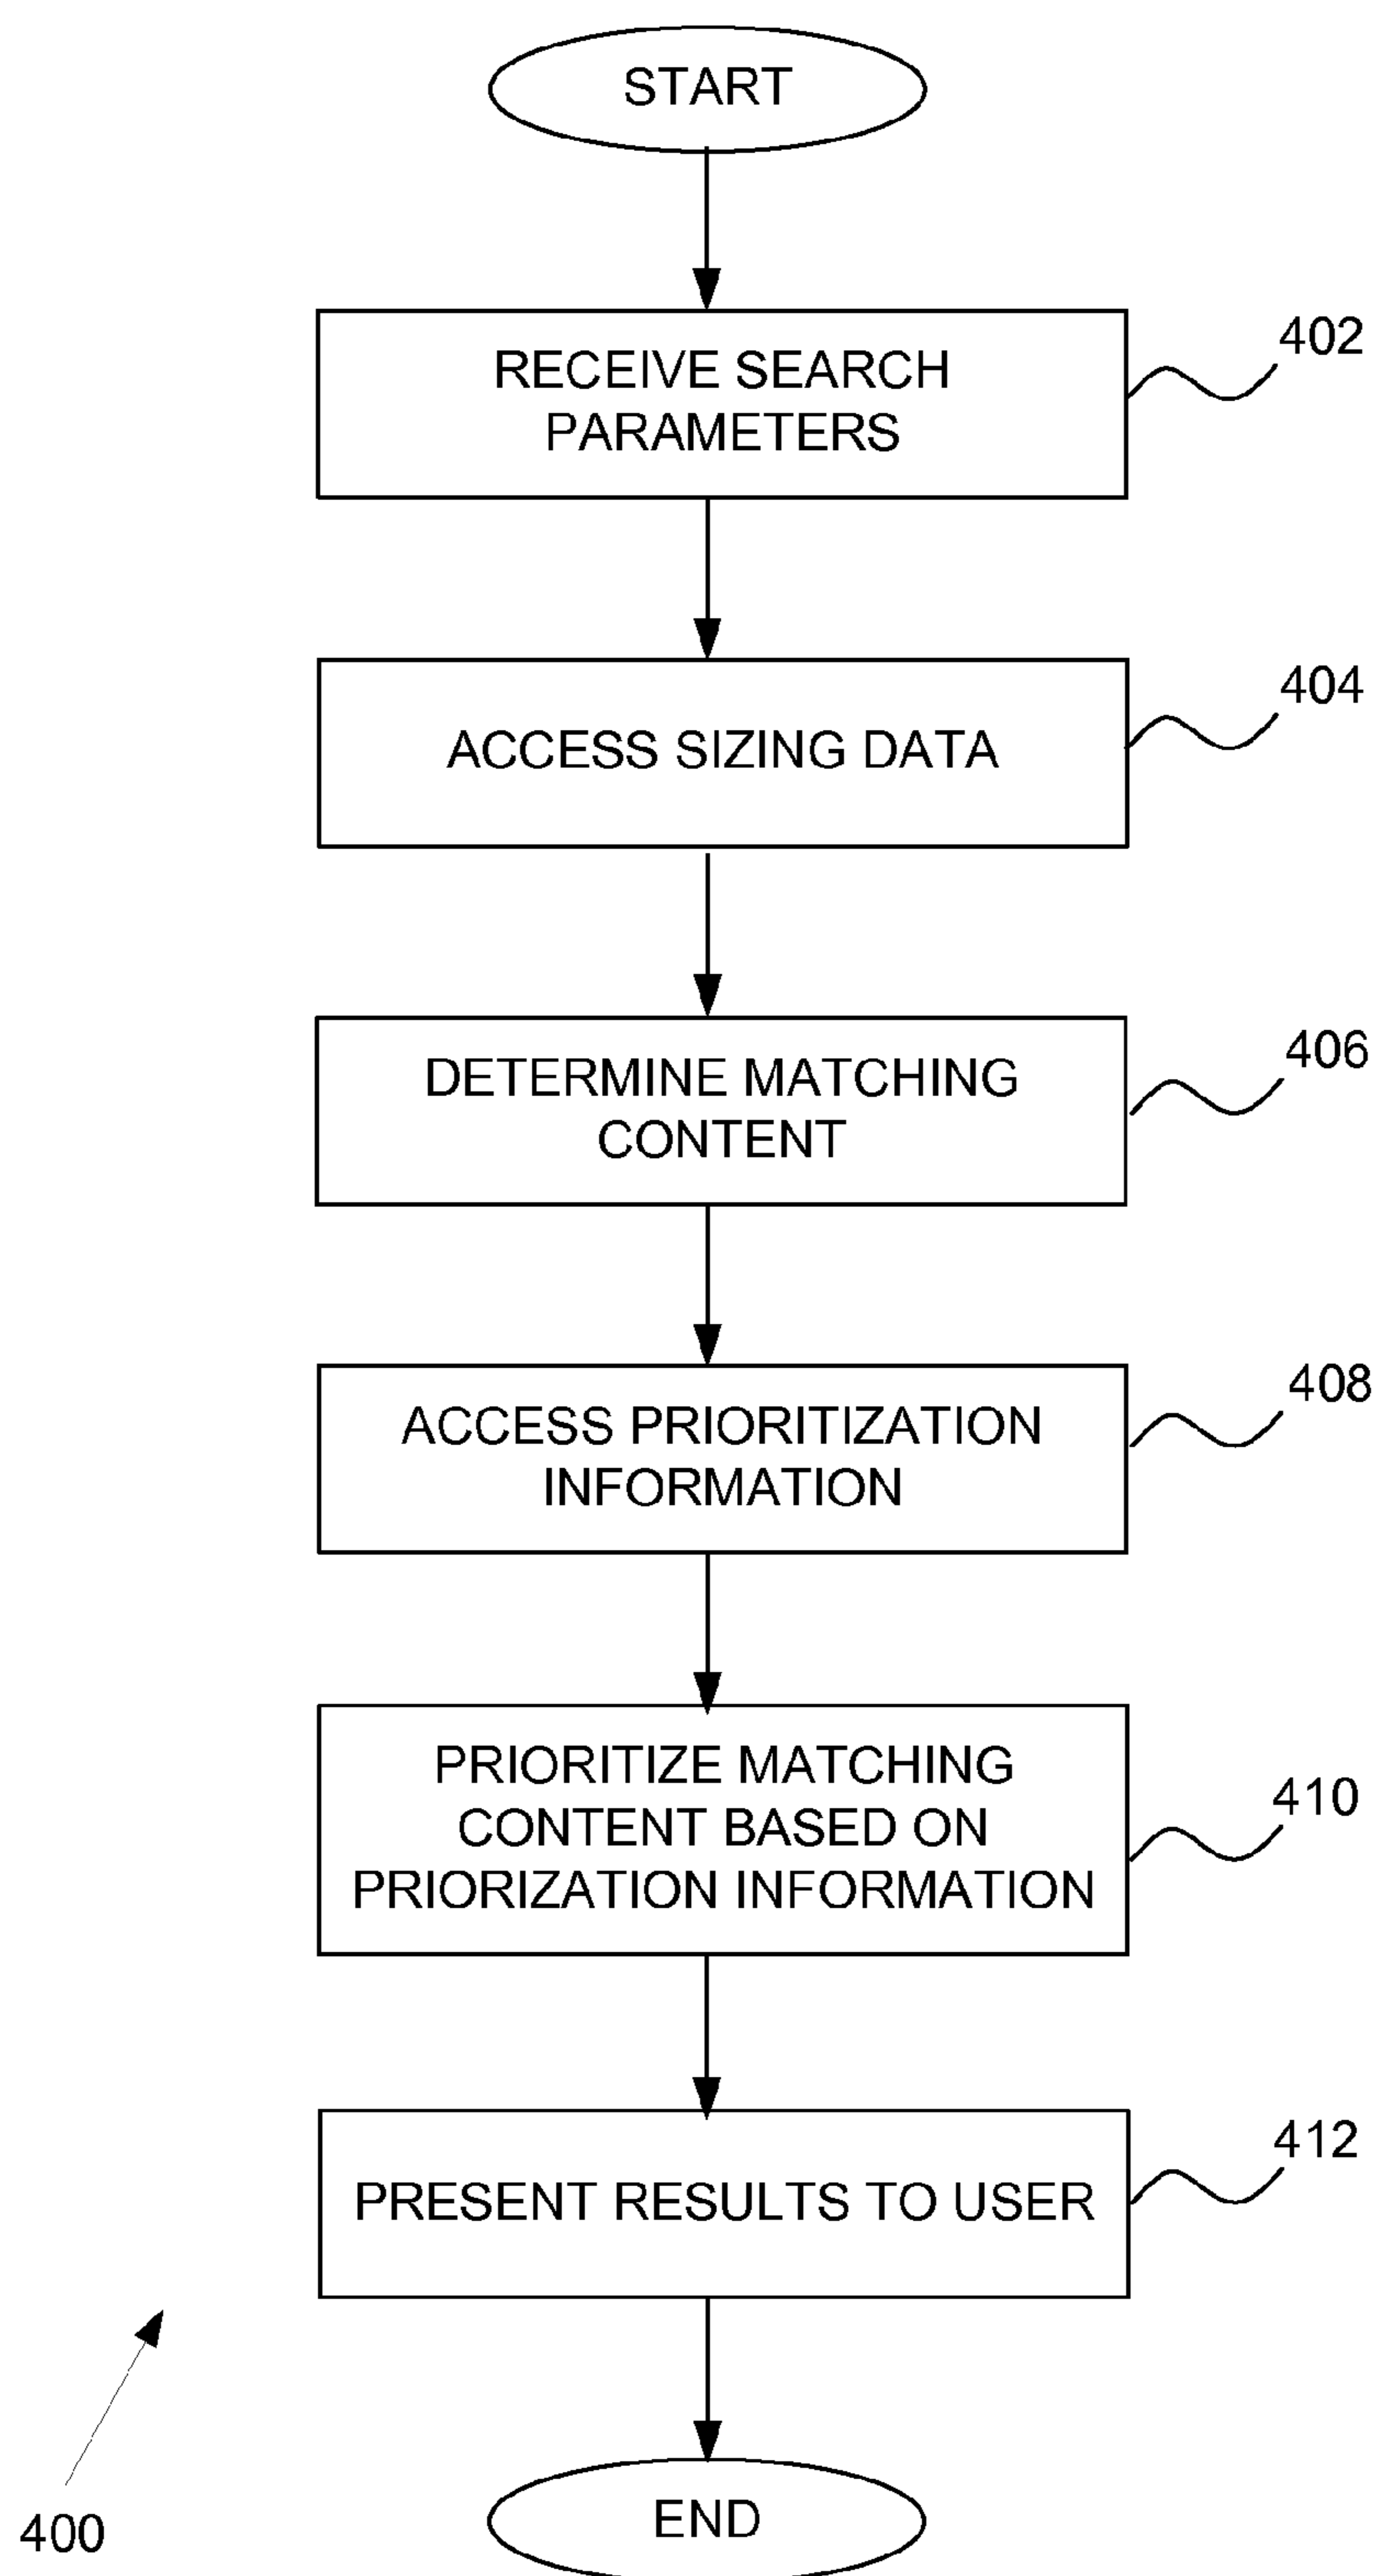 START
RECEIVE SEARCH
PARAMETERS
402
ACCESS SIZING DATA
404
DETERMINE MATCHING
CONTENT
406
ACCESS PRIORITIZATION
INFORMATION
408
PRIORITIZE MATCHING
CONTENT BASED ON
PRIORIZATION INFORMATION
410
PRESENT RESULTS TO USER
412
END
400